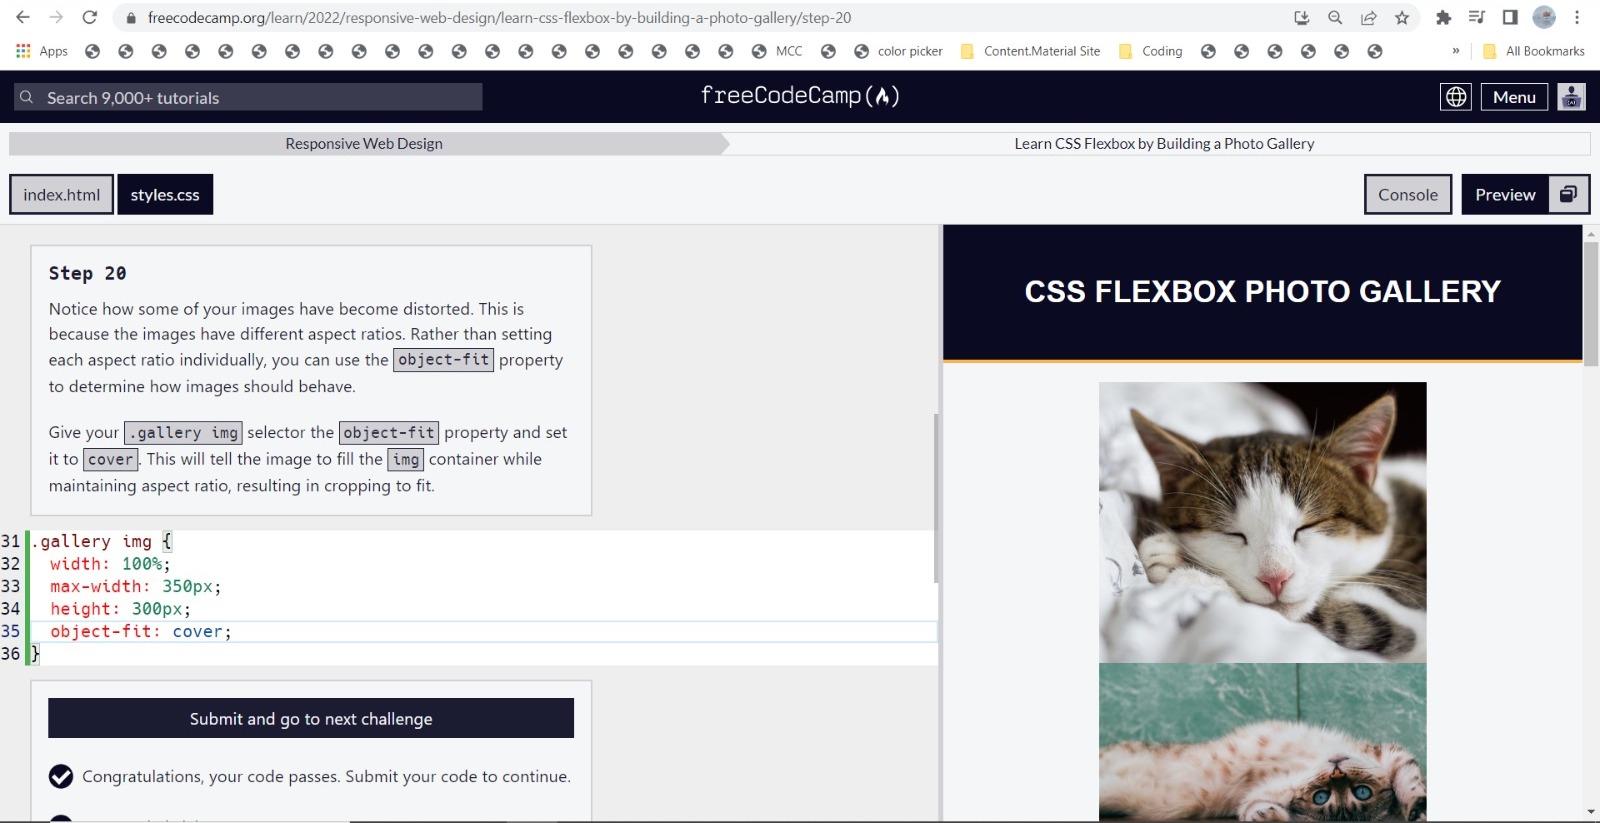 freecodecamp.org/learn/2022/responsive-web-design/learn-css-flexbox-by-building-a-photo-gallery/step-20
Apps MCC color picker Content.Material Site Coding » All Bookmarks
Search 9,000+ tutorials freeCodeCamp Menu
Responsive Web Design Learn CSS Flexbox by Building a Photo Gallery
index.html styles.css Console Preview
Step 20
Notice how some of your images have become distorted. This is
because the images have different aspect ratios. Rather than setting
each aspect ratio individually, you can use the object-fit property
to determine how images should behave.
Give your .gallery img selector the object-fit property and set
it to cover. This will tell the image to fill the img container while
maintaining aspect ratio, resulting in cropping to fit.
31 .gallery img {
32 width: 100%;
33 max-width: 350px;
34 height: 300px;
35 object-fit: cover;
36 }
Submit and go to next challenge
Congratulations, your code passes. Submit your code to continue.
CSS FLEXBOX PHOTO GALLERY